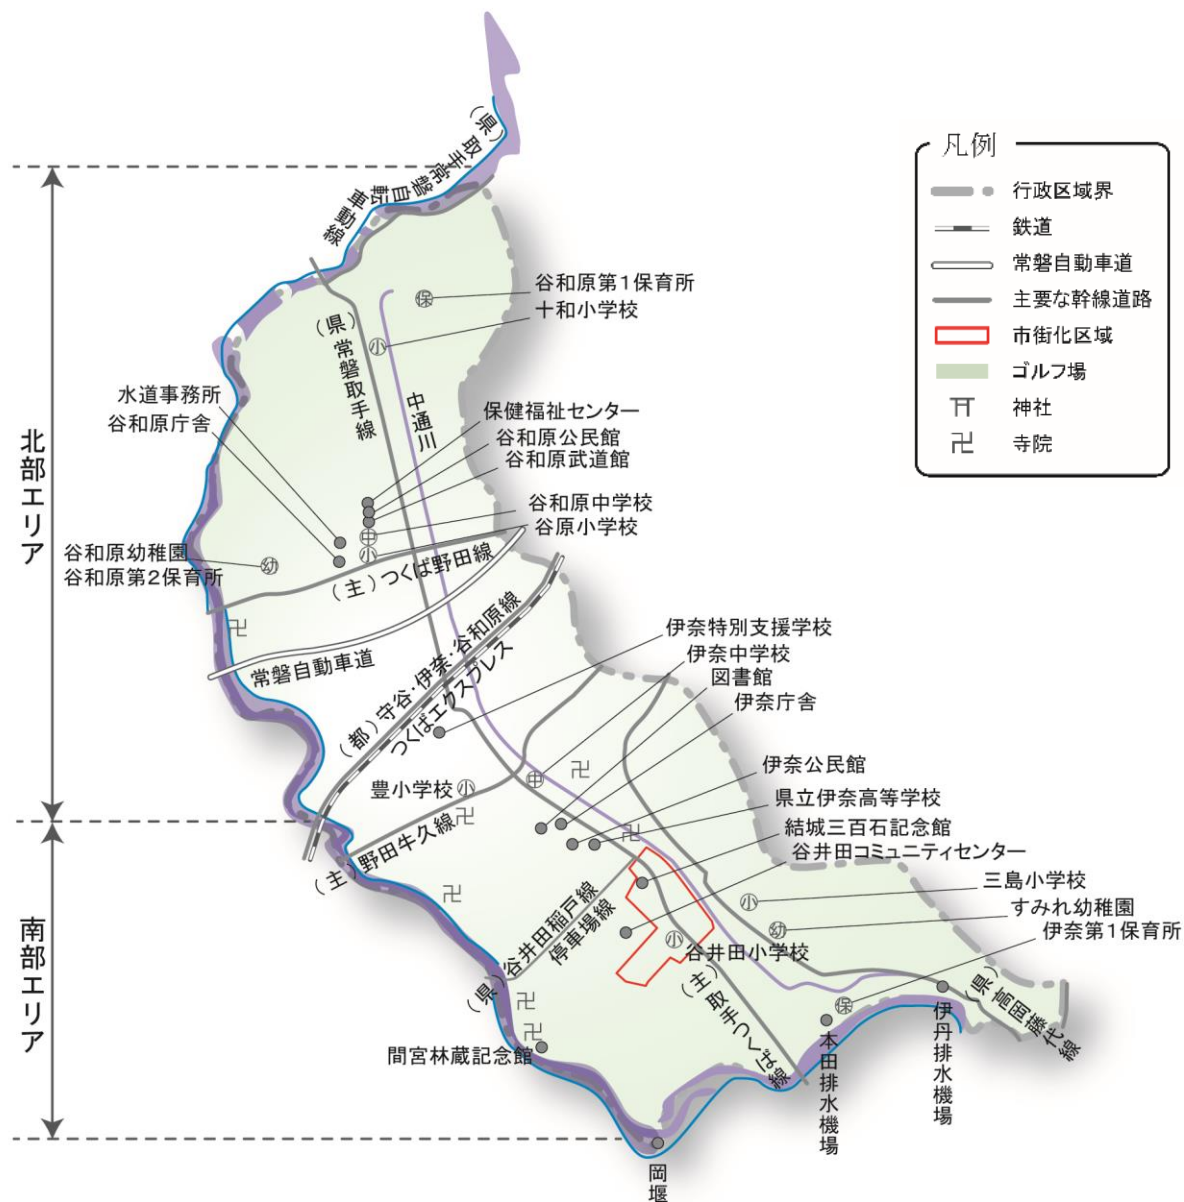 (県)取手常磐自転車動線
凡例
行政区域界
鉄道
常磐自動車道
主要な幹線道路
市街化区域
ゴルフ場
神社
寺院
谷和原第1保育所
保
十和小学校
小
(県)常磐取手線
中通川
水道事務所
谷和原庁舎
保健福祉センター
谷和原公民館
谷和原武道館
北部エリア
谷和原中学校
中
谷原小学校
小
谷和原幼稚園
谷和原第2保育所
幼
(主)つくば野田線
常磐自動車道
(都)守谷・伊奈・谷和原線
つくばエクスプレス
伊奈特別支援学校
伊奈中学校
図書館
伊奈庁舎
中
豊小学校
小
(主)野田牛久線
伊奈公民館
県立伊奈高等学校
結城三百石記念館
谷井田コミュニティセンター
三島小学校
小
すみれ幼稚園
幼
伊奈第1保育所
保
南部エリア
(県)谷井田稲戸線
停車場線
小
谷井田小学校
(主)取手つくば線
(県)高岡藤代線
間宮林蔵記念館
本田排水機場
伊丹排水機場
岡堰